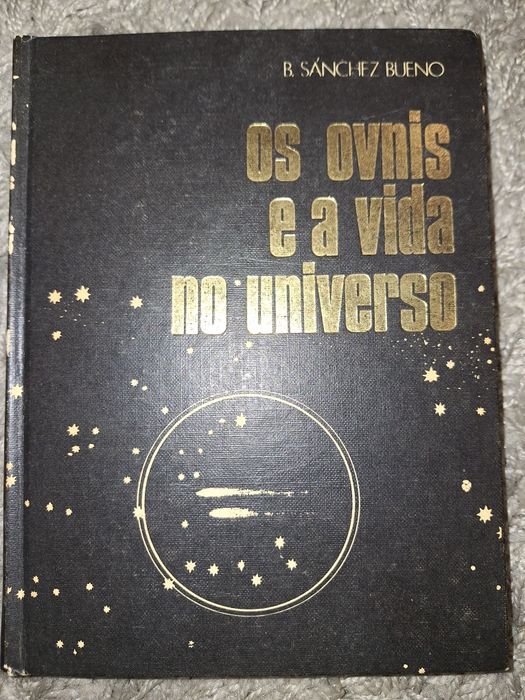 B. SÁNCHEZ BUENO
os ovnis
e a vida
no universo